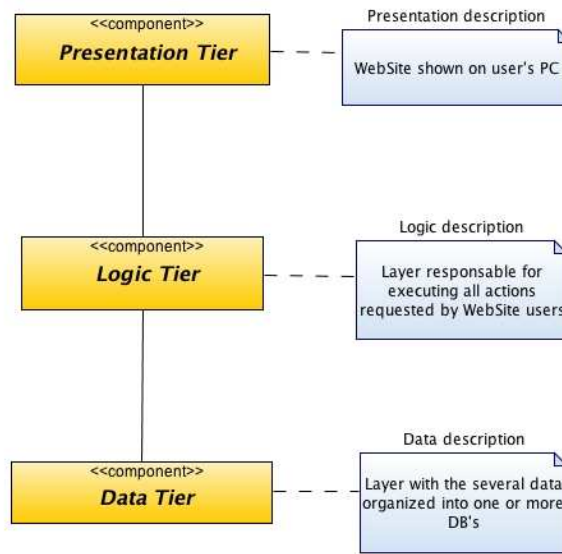 Presentation description
<<component>>
Presentation Tier
WebSite shown on user's PC
Logic description
<<component>>
Logic Tier
Layer responsable for
executing all actions
requested by WebSite users
Data description
<<component>>
Data Tier
Layer with the several data
organized into one or more
DB's